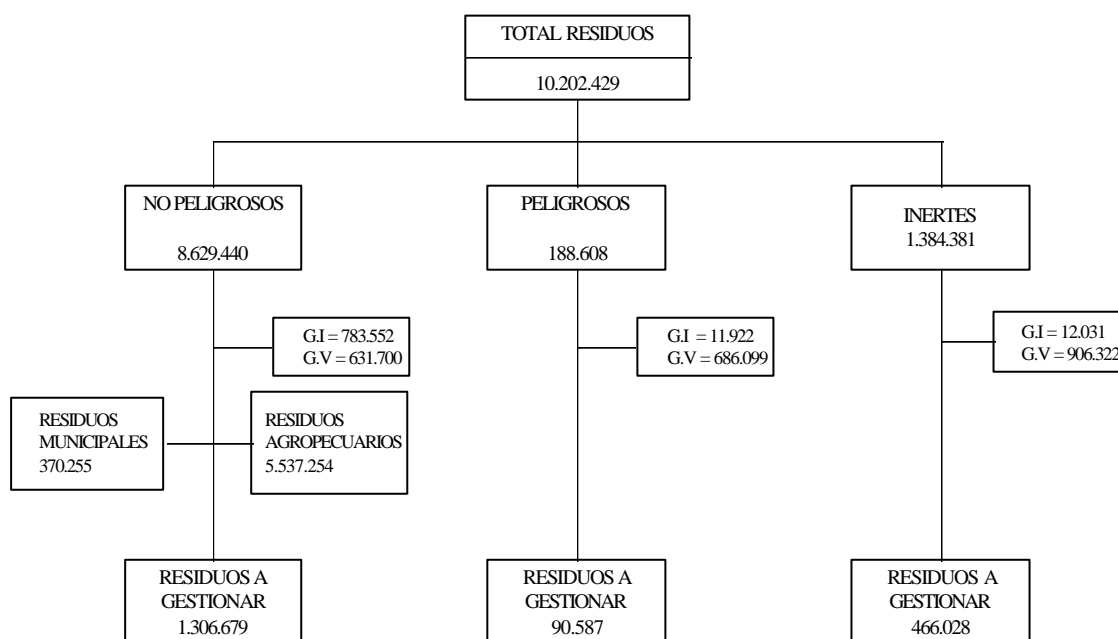 TOTAL RESIDUOS
10.202.429
NO PELIGROSOS
8.629.440
PELIGROSOS
188.608
INERTES
1.384.381
G.I = 783.552
G.V = 631.700
G.I = 11.922
G.V = 686.099
G.I = 12.031
G.V = 906.322
RESIDUOS
MUNICIPALES
370.255
RESIDUOS
AGROPECUARIOS
5.537.254
RESIDUOS A
GESTIONAR
1.306.679
RESIDUOS A
GESTIONAR
90.587
RESIDUOS A
GESTIONAR
466.028